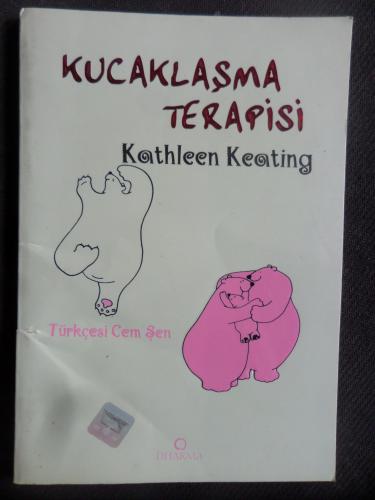 KUCAKLAŞMA
TERAPİSİ
Kathleen Keating
Türkçesi Cem Şen
DHARMA